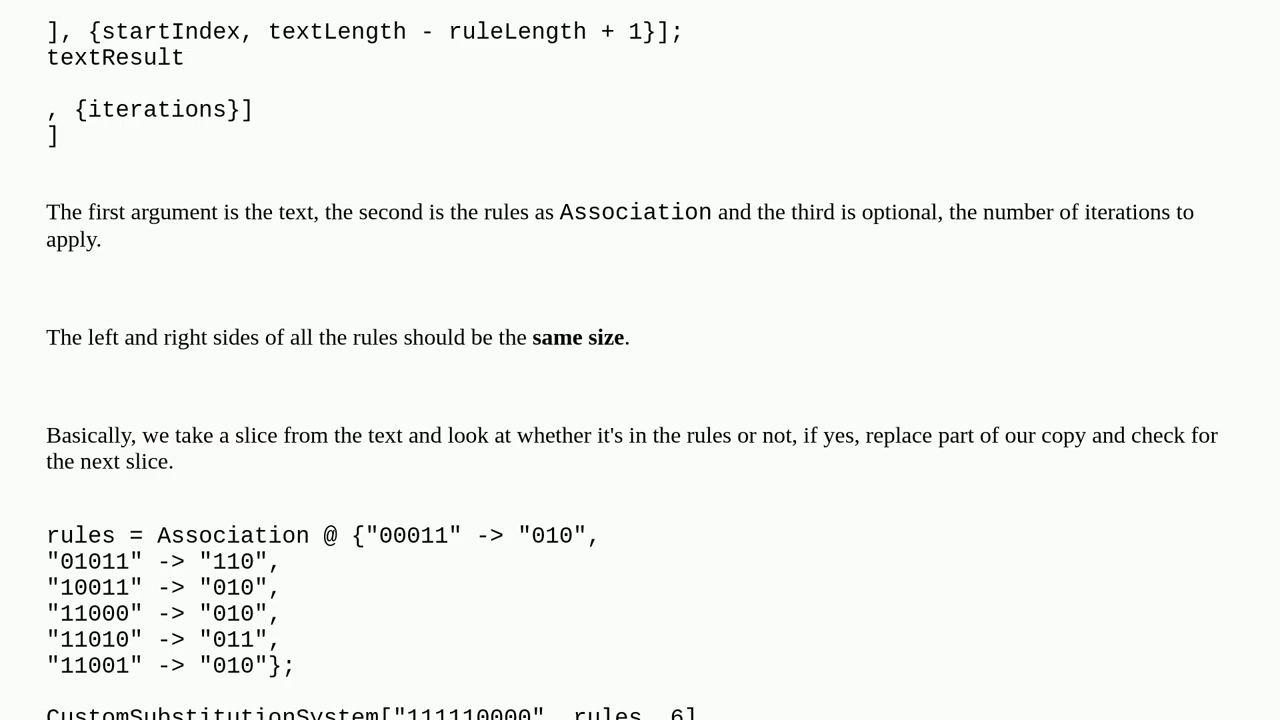 ], {startIndex, textLength - ruleLength + 1}];
textResult
, {iterations}]
]
The first argument is the text, the second is the rules as Association and the third is optional, the number of iterations to
apply.
The left and right sides of all the rules should be the same size.
Basically, we take a slice from the text and look at whether it's in the rules or not, if yes, replace part of our copy and check for
the next slice.
rules = Association @ {"00011" -> "010",
"01011" -> "110",
"10011" -> "010",
"11000" -> "010",
"11010" -> "011",
"11001" -> "010"};
CustomSubstitutionSystem["111110000", rules, 6]